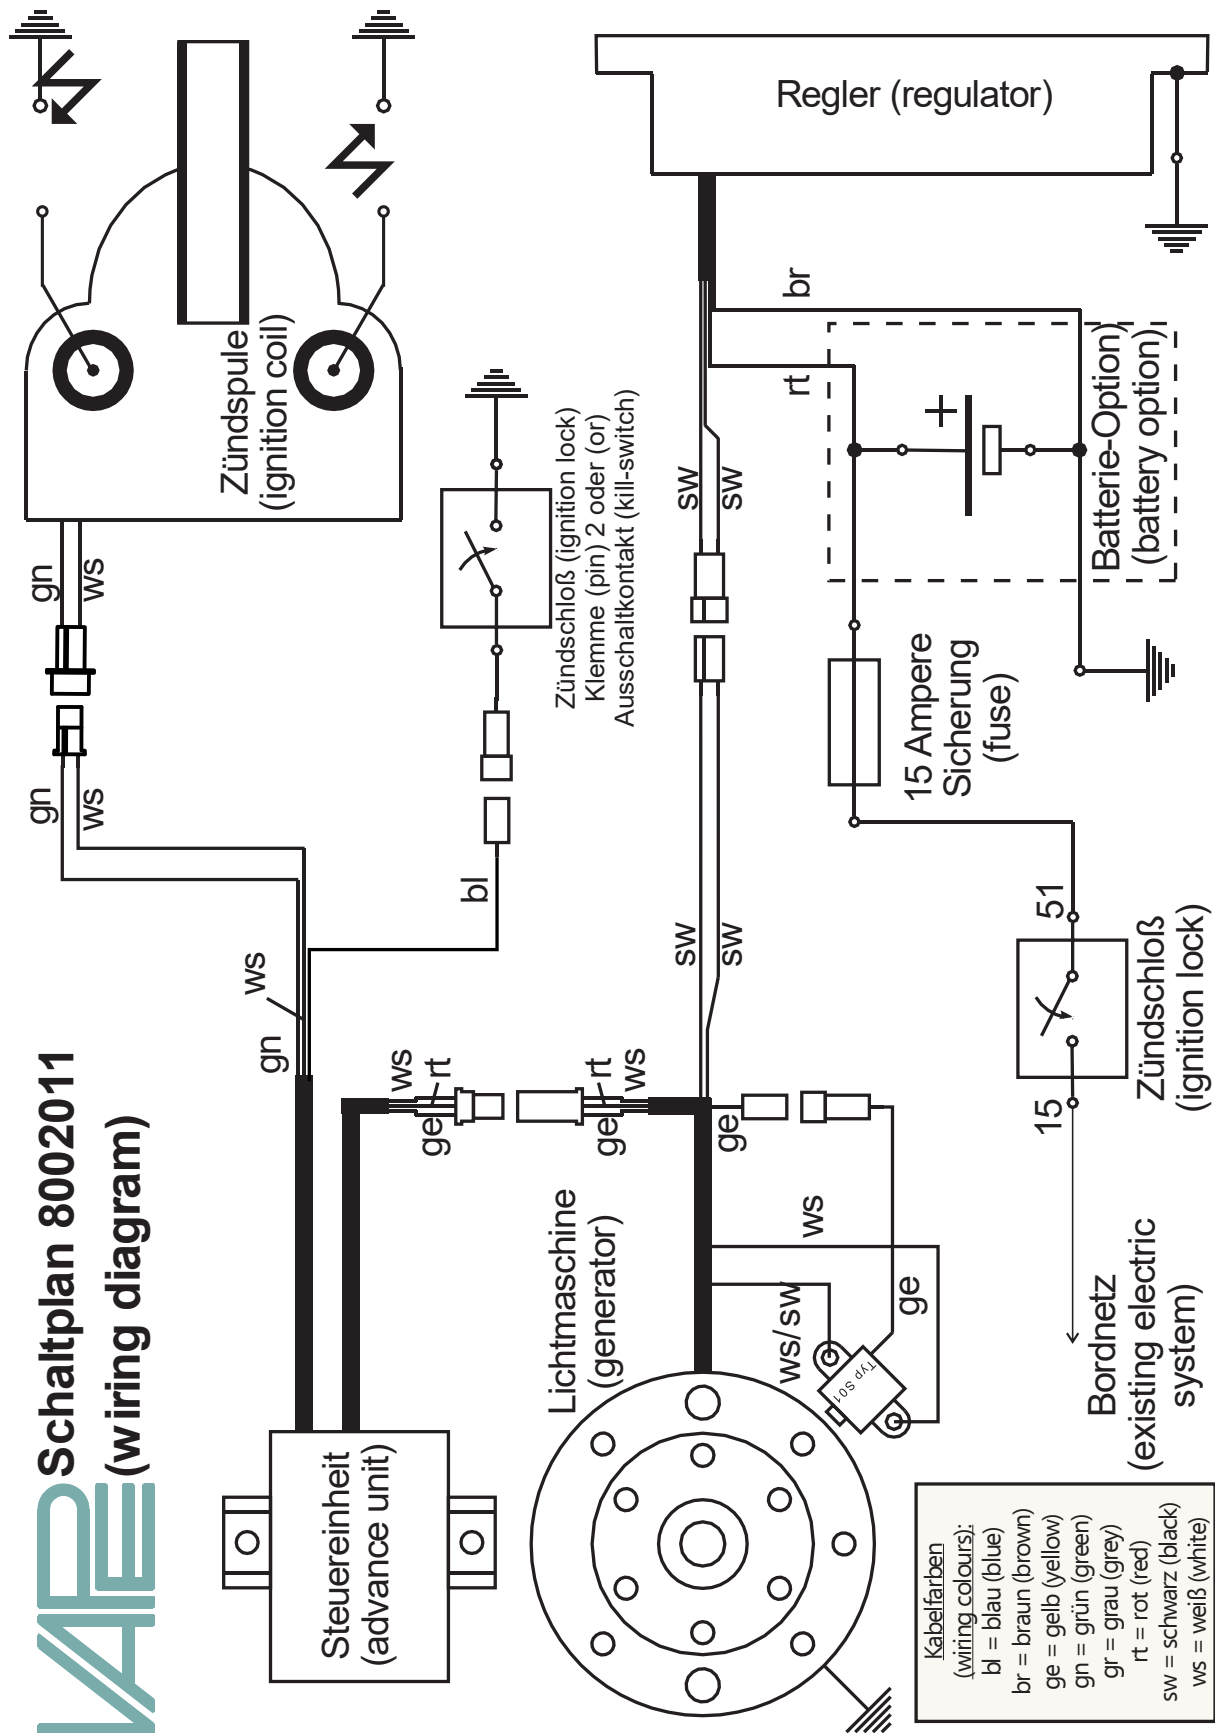 VAPE
Schaltplan 8002011
(wiring diagram)
Zündspule
(ignition coil)
gn
ws
gn
ws
ws
gn
bl
Zündschloß (ignition lock)
Klemme (pin) 2 oder (or)
Ausschaltkontakt (kill-switch)
Steuereinheit
(advance unit)
ws
rt
ge
rt
ws
ge
Lichtmaschine
(generator)
ge
ws
ws/sw
ge
Typ S01
sw
sw
sw
sw
Regler (regulator)
br
rt
+
Batterie-Option)
(battery option)
15 Ampere
Sicherung
(fuse)
51
15
Zündschloß
(ignition lock)
Bordnetz
(existing electric
system)
Kabelfarben
(wiring colours):
bl = blau (blue)
br = braun (brown)
ge = gelb (yellow)
gn = grün (green)
gr = grau (grey)
rt = rot (red)
sw = schwarz (black)
ws = weiß (white)